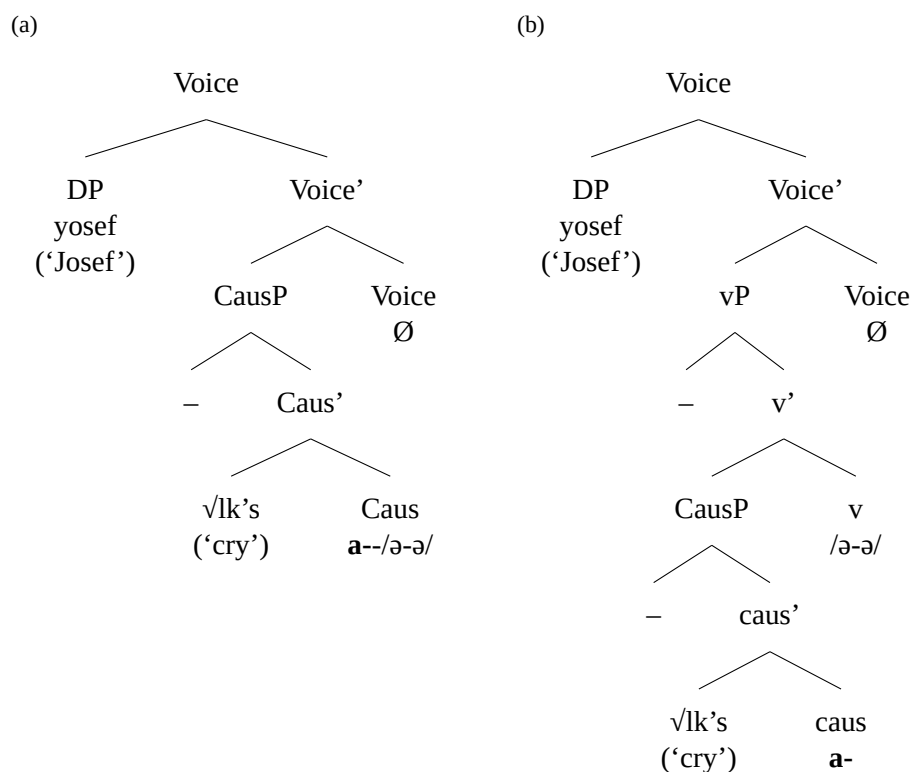 (a)
Voice
DP
yosef
(‘Josef’)
Voice’
CausP
Voice
Ø
–
Caus’
√lk’s
(‘cry’)
Caus
a--/ə-ə/
(b)
Voice
DP
yosef
(‘Josef’)
Voice’
vP
Voice
Ø
–
v’
CausP
v
/ə-ə/
–
caus’
√lk’s
(‘cry’)
caus
a-